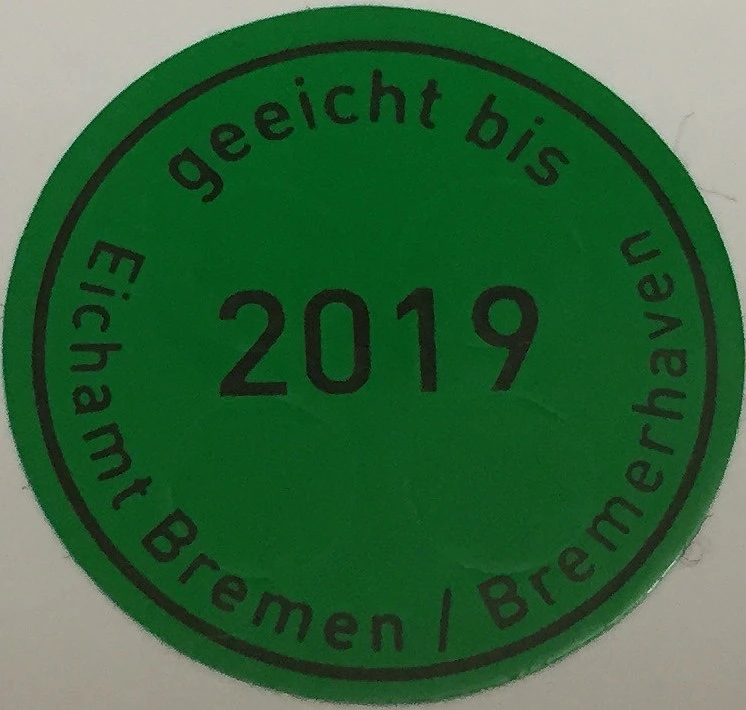 geeicht bis
2019
Eichamt Bremen / Bremerhaven